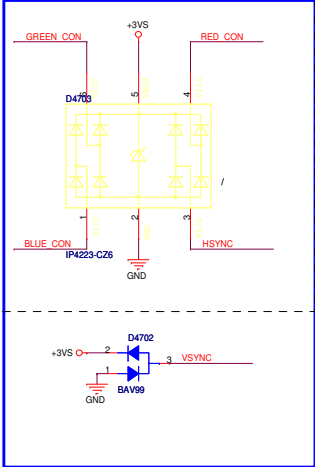 +3VS
GREEN_CON
RED_CON
6
5
4
D4703
/
1
2
3
BLUE_CON
HSYNC
IP4223-CZ6
GND
D4702
+3VS
2
3
VSYNC
1
BAV99
GND